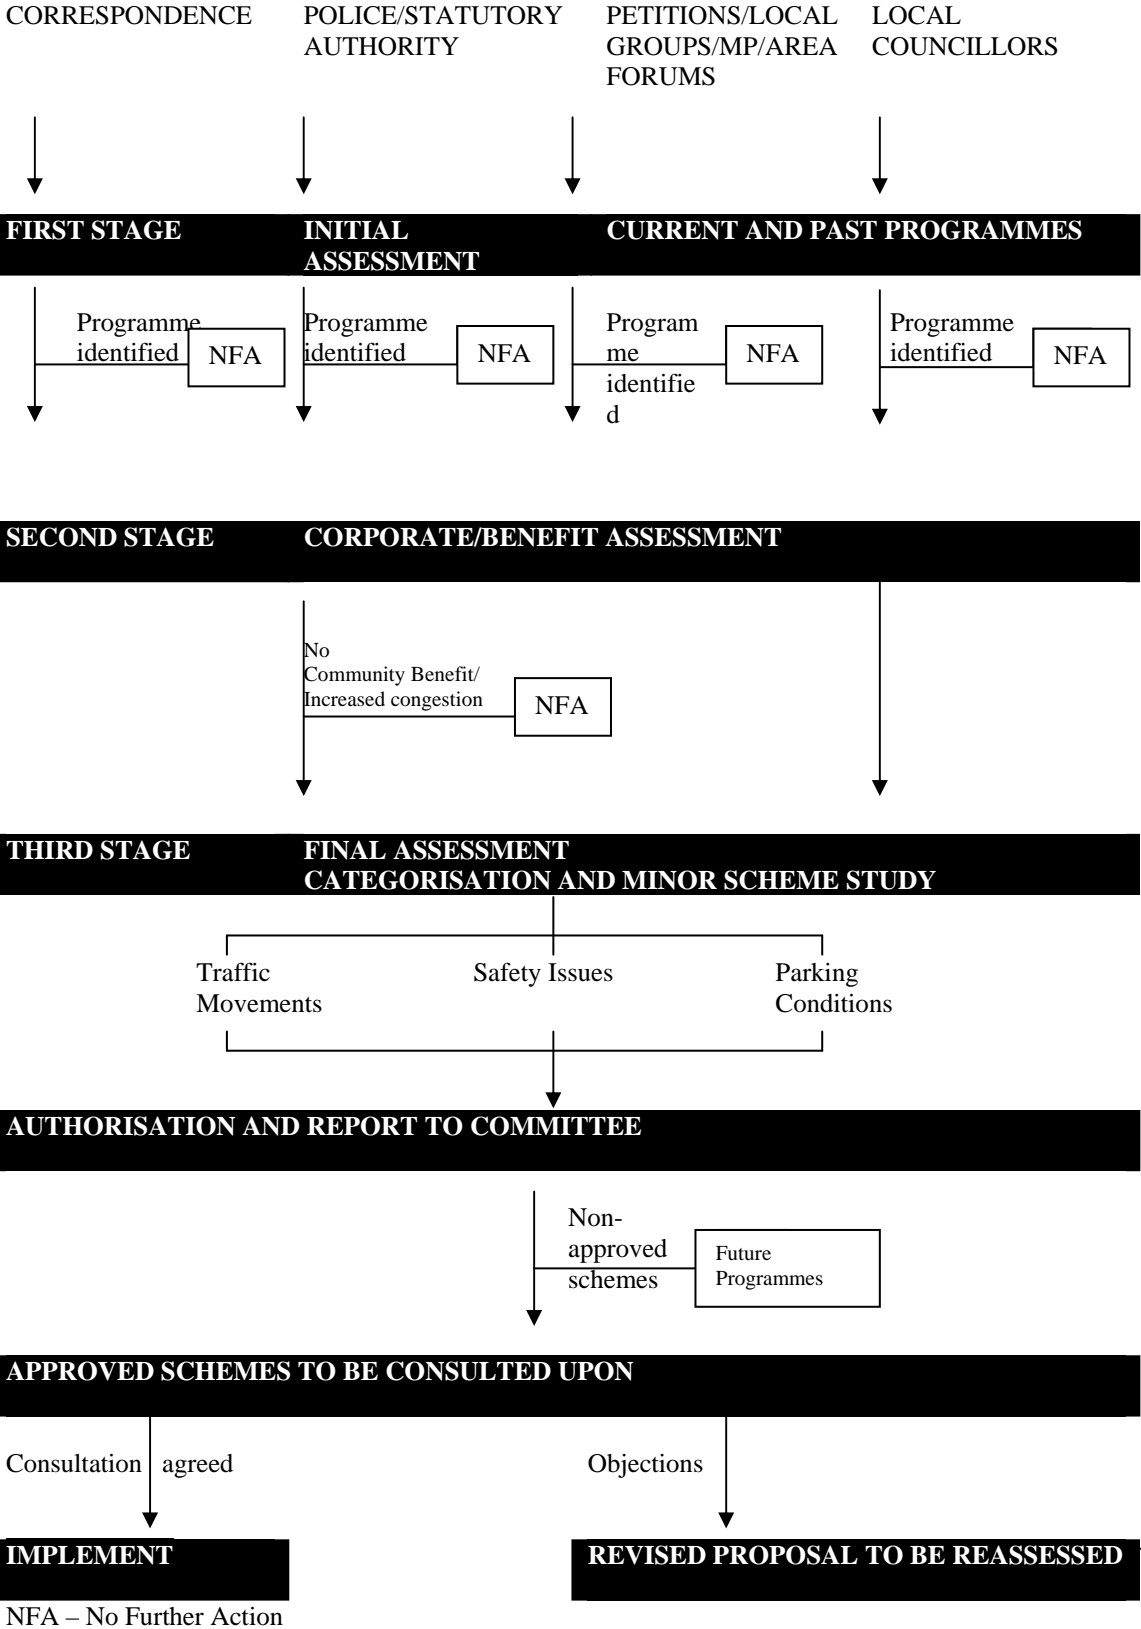 CORRESPONDENCE
POLICE/STATUTORY
AUTHORITY
PETITIONS/LOCAL
GROUPS/MP/AREA
FORUMS
LOCAL
COUNCILLORS
FIRST STAGE
INITIAL
ASSESSMENT
CURRENT AND PAST PROGRAMMES
Programme
identified
NFA
Programme
identified
NFA
Program
me
identifie
d
NFA
Programme
identified
NFA
SECOND STAGE
CORPORATE/BENEFIT ASSESSMENT
No
Community Benefit/
Increased congestion
NFA
THIRD STAGE
FINAL ASSESSMENT
CATEGORISATION AND MINOR SCHEME STUDY
Traffic
Movements
Safety Issues
Parking
Conditions
AUTHORISATION AND REPORT TO COMMITTEE
Non-
approved
schemes
Future
Programmes
APPROVED SCHEMES TO BE CONSULTED UPON
Consultation agreed
Objections
IMPLEMENT
REVISED PROPOSAL TO BE REASSESSED
NFA – No Further Action